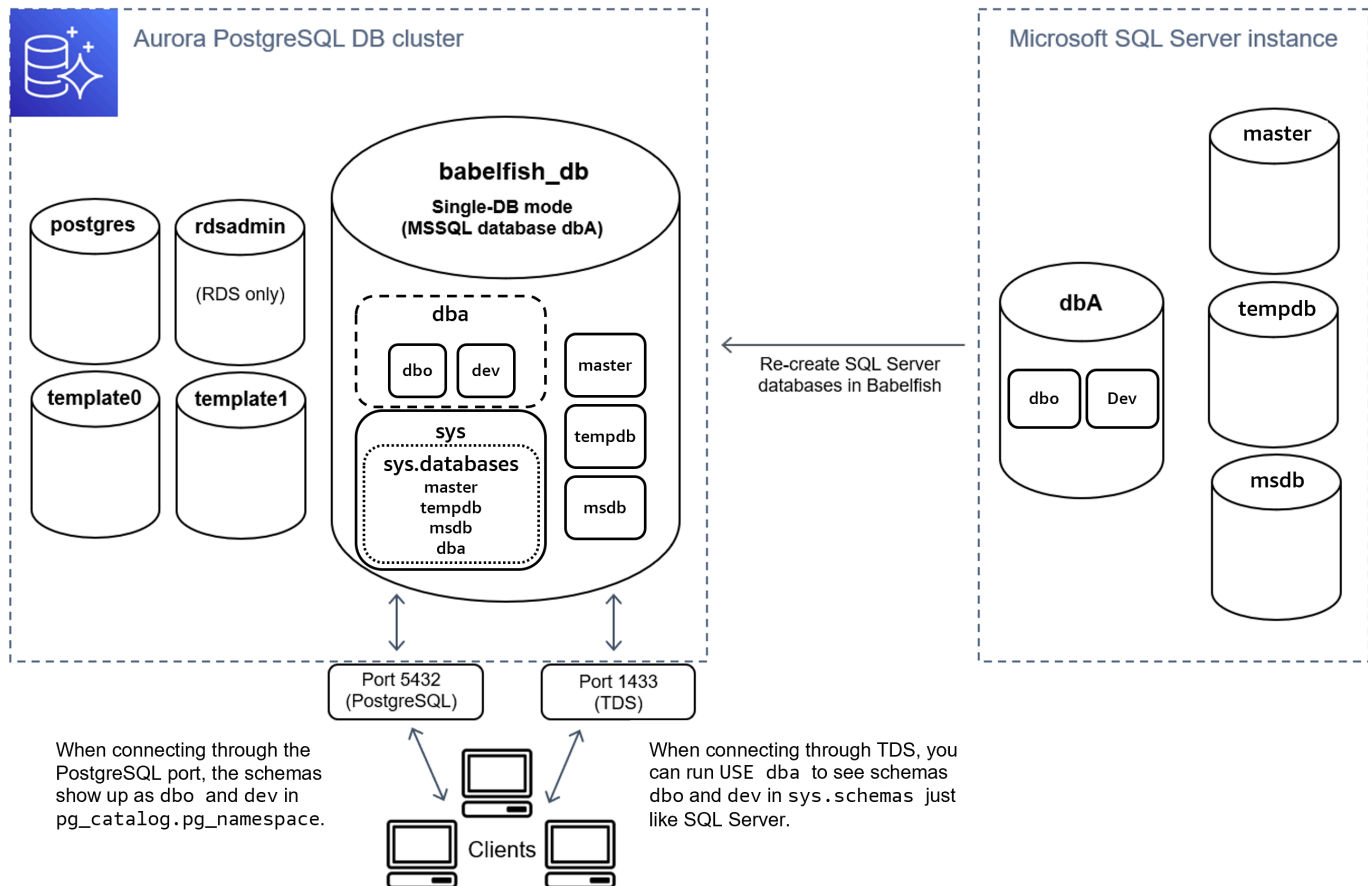 Aurora PostgreSQL DB cluster
Microsoft SQL Server instance
babelfish_db
Single-DB mode
(MSSQL database dbA)
postgres
rdsadmin
(RDS only)
template0
template1
dba
dbo
dev
master
tempdb
msdb
sys
sys.databases
master
tempdb
msdb
dba
Re-create SQL Server
databases in Babelfish
dbA
dbo
Dev
master
tempdb
msdb
Port 5432
(PostgreSQL)
Port 1433
(TDS)
When connecting through the
PostgreSQL port, the schemas
show up as dbo and dev in
pg_catalog.pg_namespace.
Clients
When connecting through TDS, you
can run USE dba to see schemas
dbo and dev in sys.schemas just
like SQL Server.